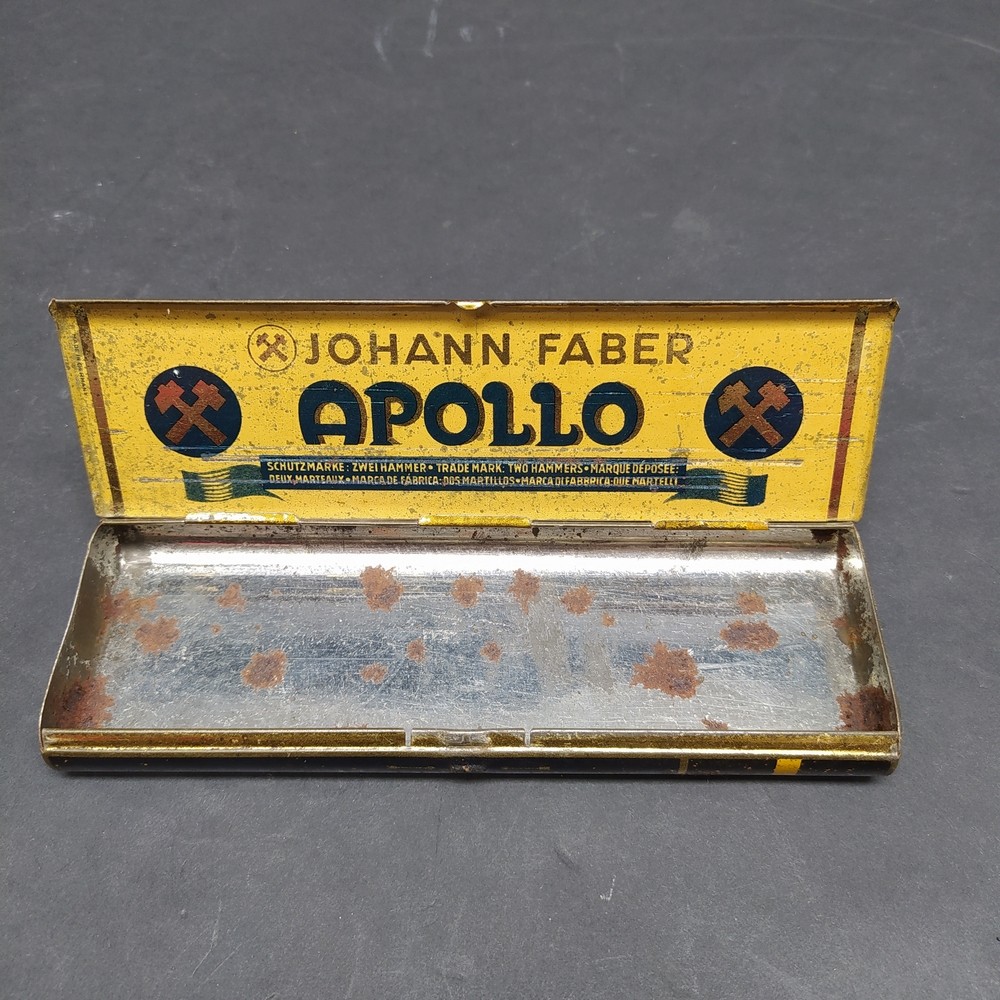 JOHANN FABER
APOLLO
SCHUTZMARKE: ZWEI HAMMER • TRADE MARK: TWO HAMMERS • MARQUE DÉPOSÉE:
DEUX MARTEAUX • MARCA DE FÁBRICA: DOS MARTILLOS • MARCA DI FABBRICA: DUE MARTELLI